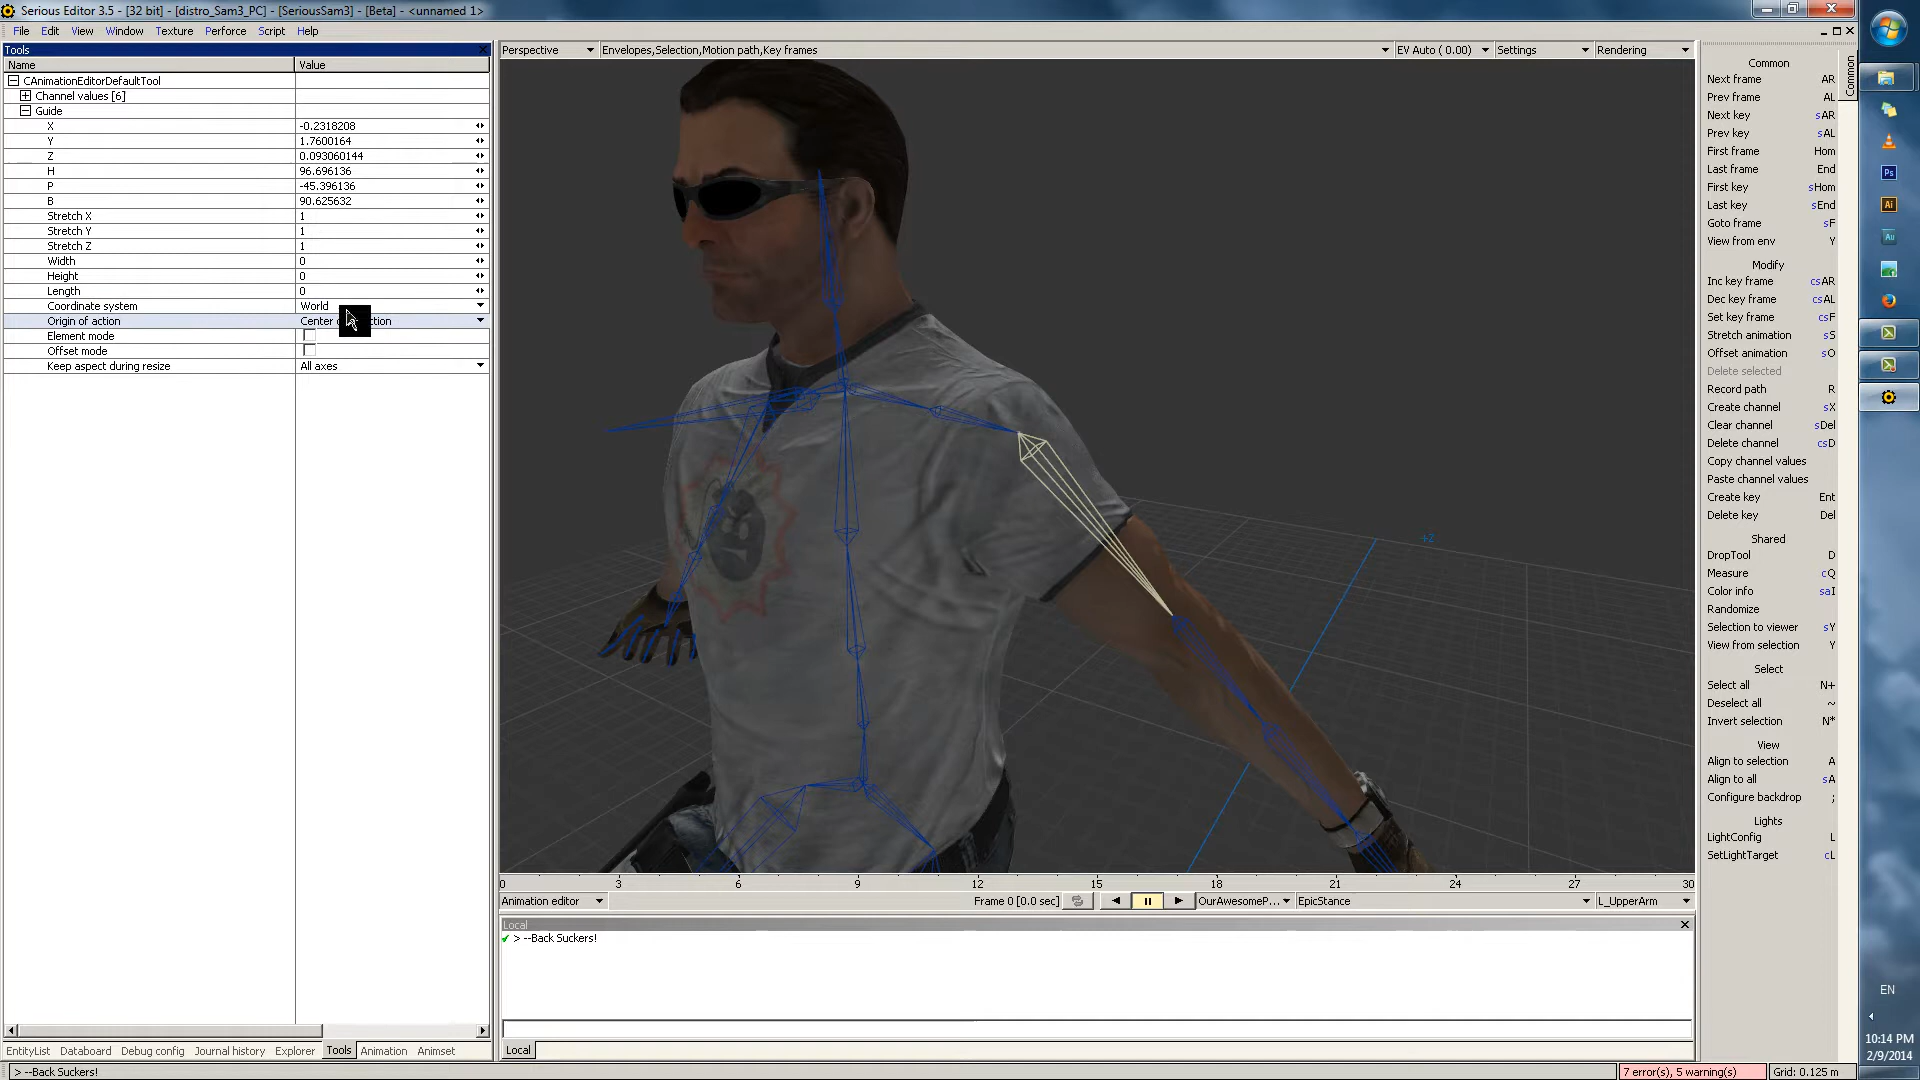 Serious Editor 3.5 - [32 bit] - [distro_Sam3_PC] - [SeriousSam3] - [Beta] - <unnamed 1>
File Edit View Window Texture Perforce Script Help
Tools
Name Value
CAnimationEditorDefaultTool
Channel values [6]
Guide
X -0.2318208
Y 1.7600164
Z 0.093060144
H 96.696136
P -45.396136
B 90.625632
Stretch X 1
Stretch Y 1
Stretch Z 1
Width 0
Height 0
Length 0
Coordinate system World
Origin of action Center
Element mode
Offset mode
Keep aspect during resize All axes
EntityList Databoard Debug config Journal history Explorer Tools Animation Animset
> --Back Suckers!
Perspective Envelopes,Selection,Motion path,Key frames EV Auto ( 0.00) Settings Rendering
+Z
0 3 6 9 12 15 18 21 24 27 30
Animation editor Frame 0 [0.0 sec] OurAwesomeP... EpicStance L_UpperArm
Local
> --Back Suckers!
Local
Common
Common
Next frame AR
Prev frame AL
Next key sAR
Prev key sAL
First frame Hom
Last frame End
First key sHom
Last key sEnd
Goto frame sF
View from env Y
Modify
Inc key frame csAR
Dec key frame csAL
Set key frame csF
Stretch animation sS
Offset animation sO
Delete selected
Record path R
Create channel sX
Clear channel sDel
Delete channel csD
Copy channel values
Paste channel values
Create key Ent
Delete key Del
Shared
DropTool D
Measure cQ
Color info saI
Randomize
Selection to viewer sY
View from selection Y
Select
Select all N+
Deselect all ~
Invert selection N*
View
Align to selection A
Align to all sA
Configure backdrop ;
Lights
LightConfig L
SetLightTarget cL
7 error(s), 5 warning(s) Grid: 0.125 m
Ps
Ai
Au
EN
10:14 PM
2/9/2014